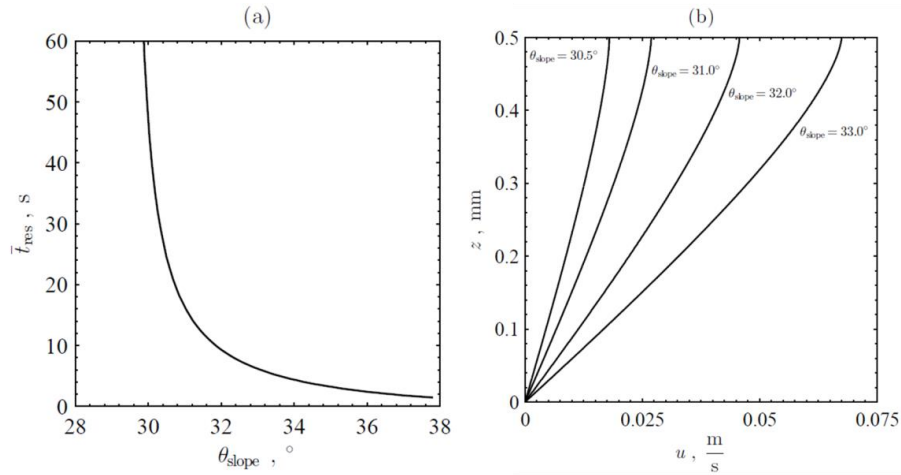 (a)
60
50
40
30
20
10
0
t̄res , s
28 30 32 34 36 38
θslope , °
(b)
0.5
0.4
0.3
0.2
0.1
0
z , mm
θslope = 30.5°
θslope = 31.0°
θslope = 32.0°
θslope = 33.0°
0 0.025 0.05 0.075
u , m/s